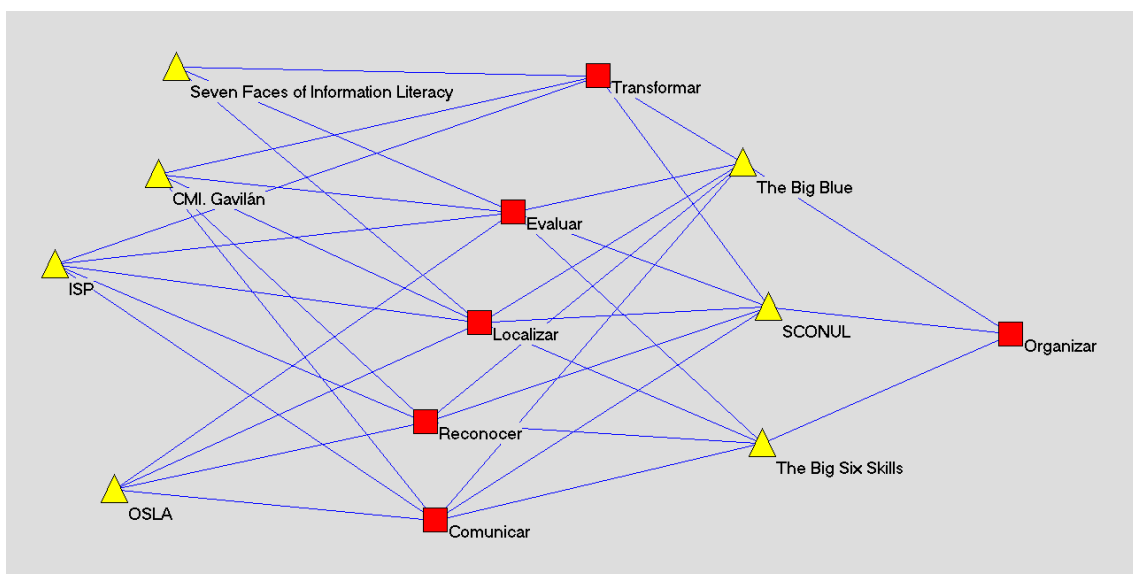 Transformar
Seven Faces of Information Literacy
The Big Blue
CMI. Gavilán
Evaluar
ISP
SCONUL
Localizar
Organizar
Reconocer
The Big Six Skills
OSLA
Comunicar